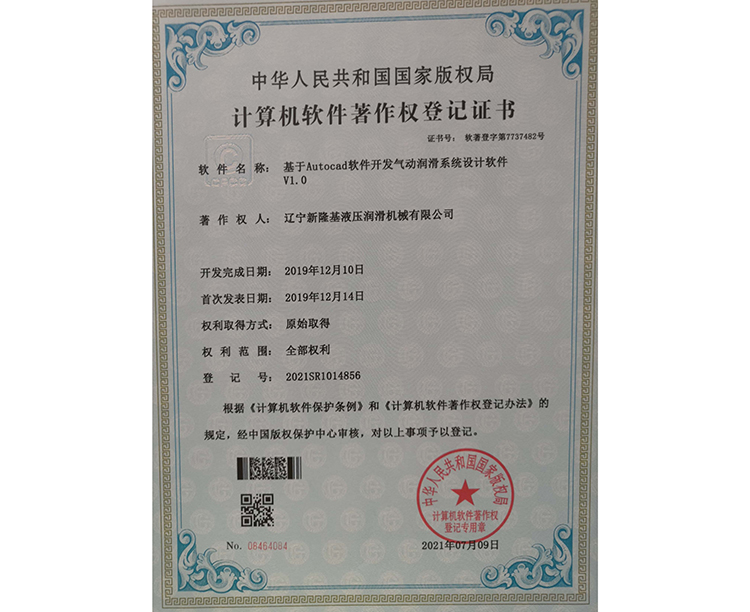 中华人民共和国国家版权局
计算机软件著作权登记证书
证书号： 软著登字第7737482号
软件名称： 基于Autocad软件开发气动润滑系统设计软件
V1.0
著作权人： 辽宁新隆基液压润滑机械有限公司
开发完成日期： 2019年12月10日
首次发表日期： 2019年12月14日
权利取得方式： 原始取得
权利范围： 全部权利
登记号： 2021SR1014856
根据《计算机软件保护条例》和《计算机软件著作权登记办法》的
规定，经中国版权保护中心审核，对以上事项予以登记。
中华人民共和国国家版权局
计算机软件著作权
登记专用章
No. 08464084
2021年07月09日